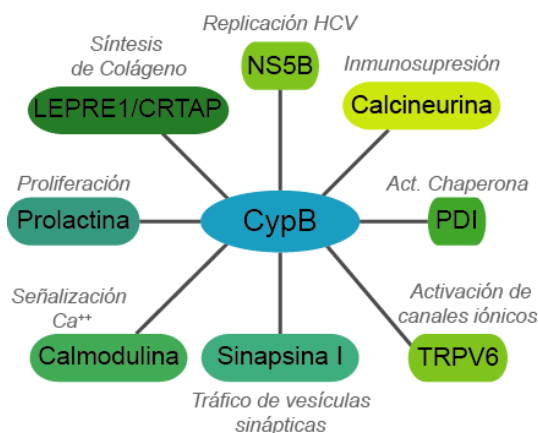 Replicación HCV
NS5B
Síntesis
de Colágeno
LEPRE1/CRTAP
Inmunosupresión
Calcineurina
Proliferación
Prolactina
CypB
Act. Chaperona
PDI
Señalización
Ca⁺⁺
Calmodulina
Sinapsina I
Tráfico de vesículas
sinápticas
Activación de
canales iónicos
TRPV6